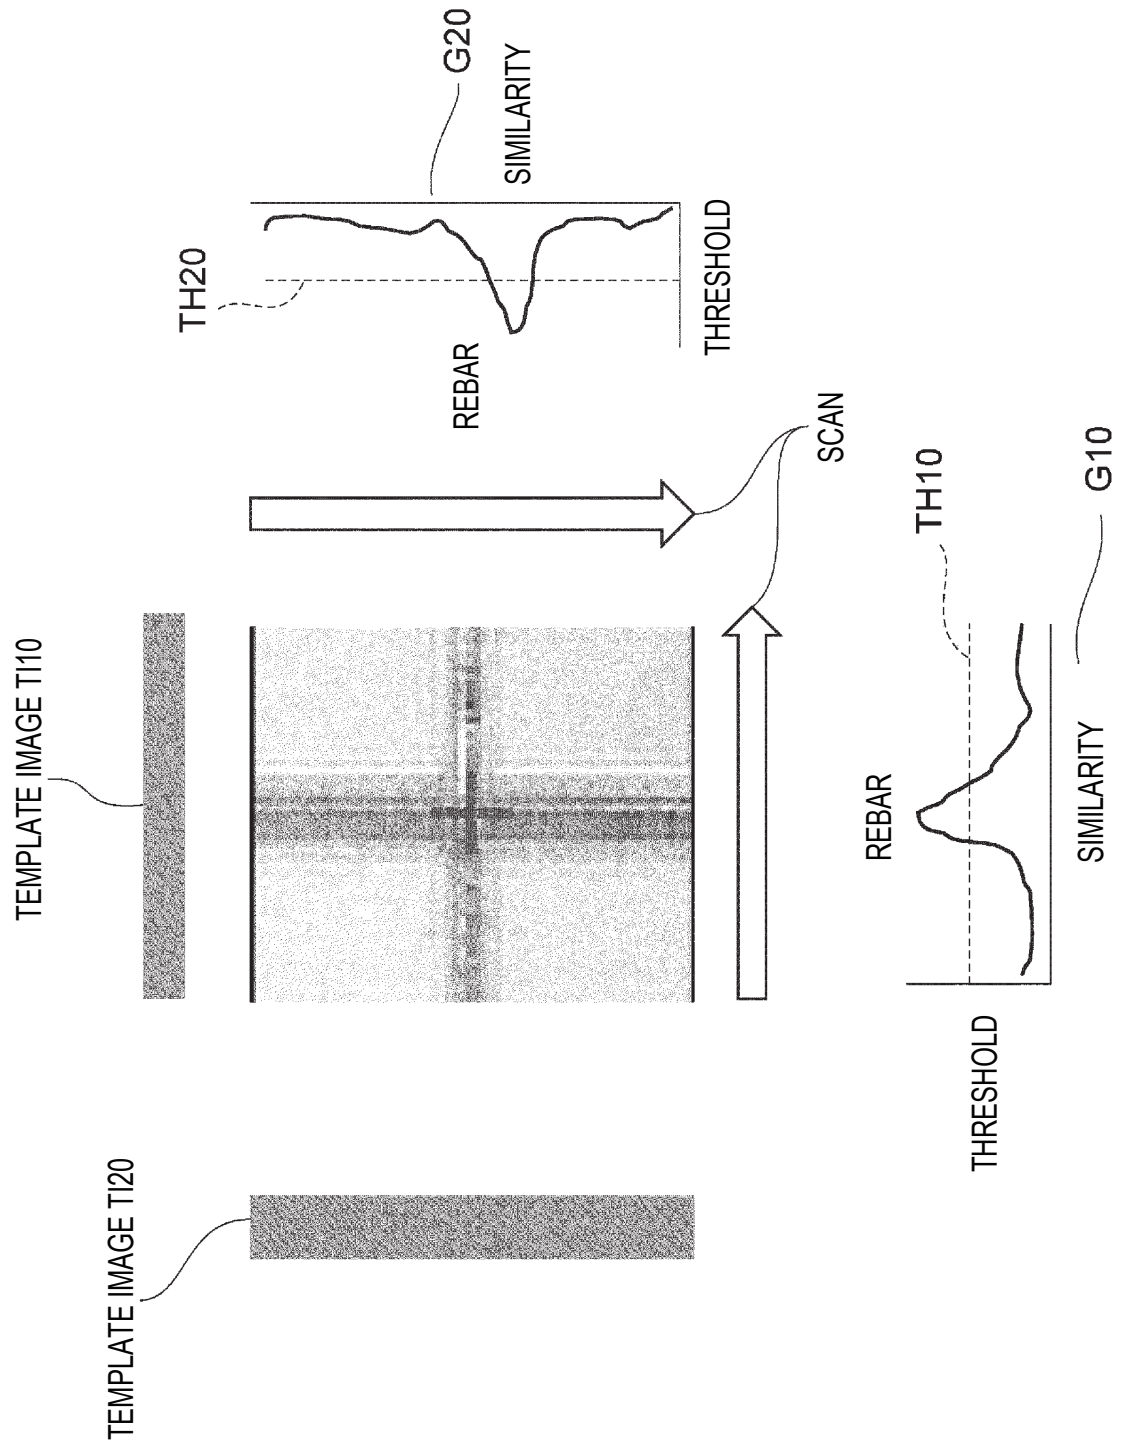 TEMPLATE IMAGE TI20
TEMPLATE IMAGE TI10
TH20
G20
SIMILARITY
REBAR
THRESHOLD
SCAN
THRESHOLD
REBAR
TH10
SIMILARITY
G10